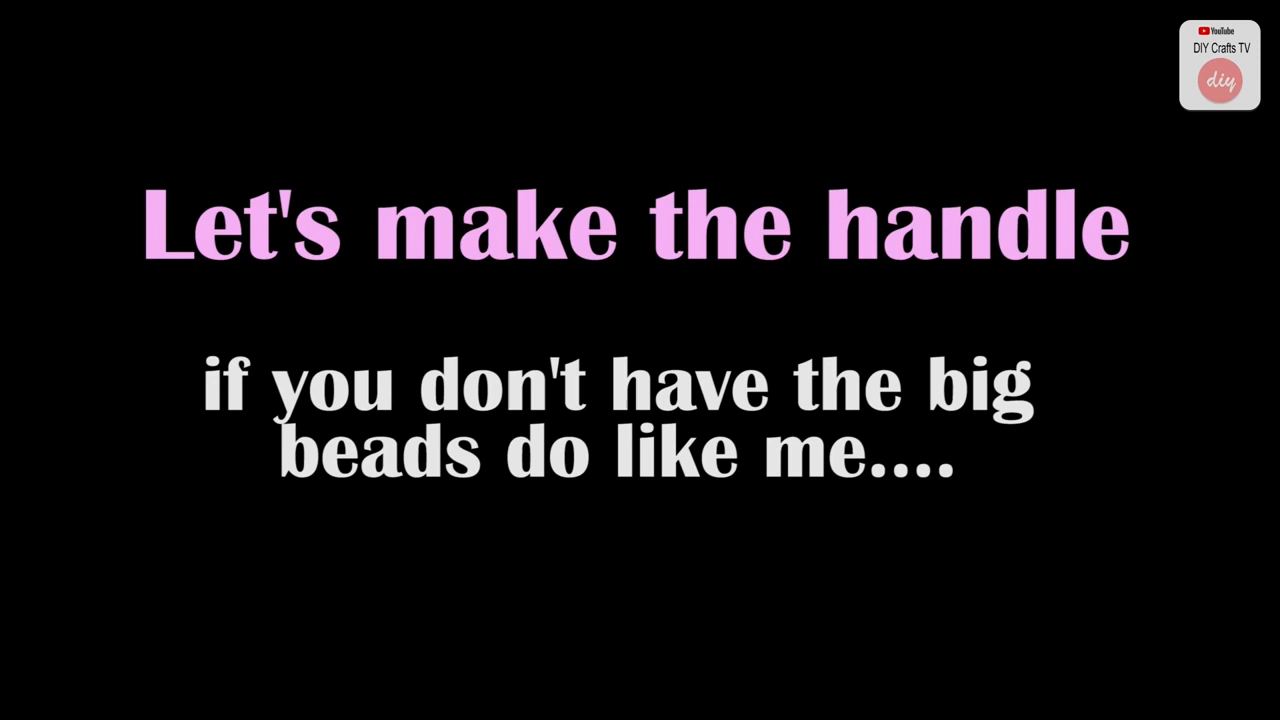 YouTube
DIY Crafts TV
diy
Let's make the handle
if you don't have the big
beads do like me....